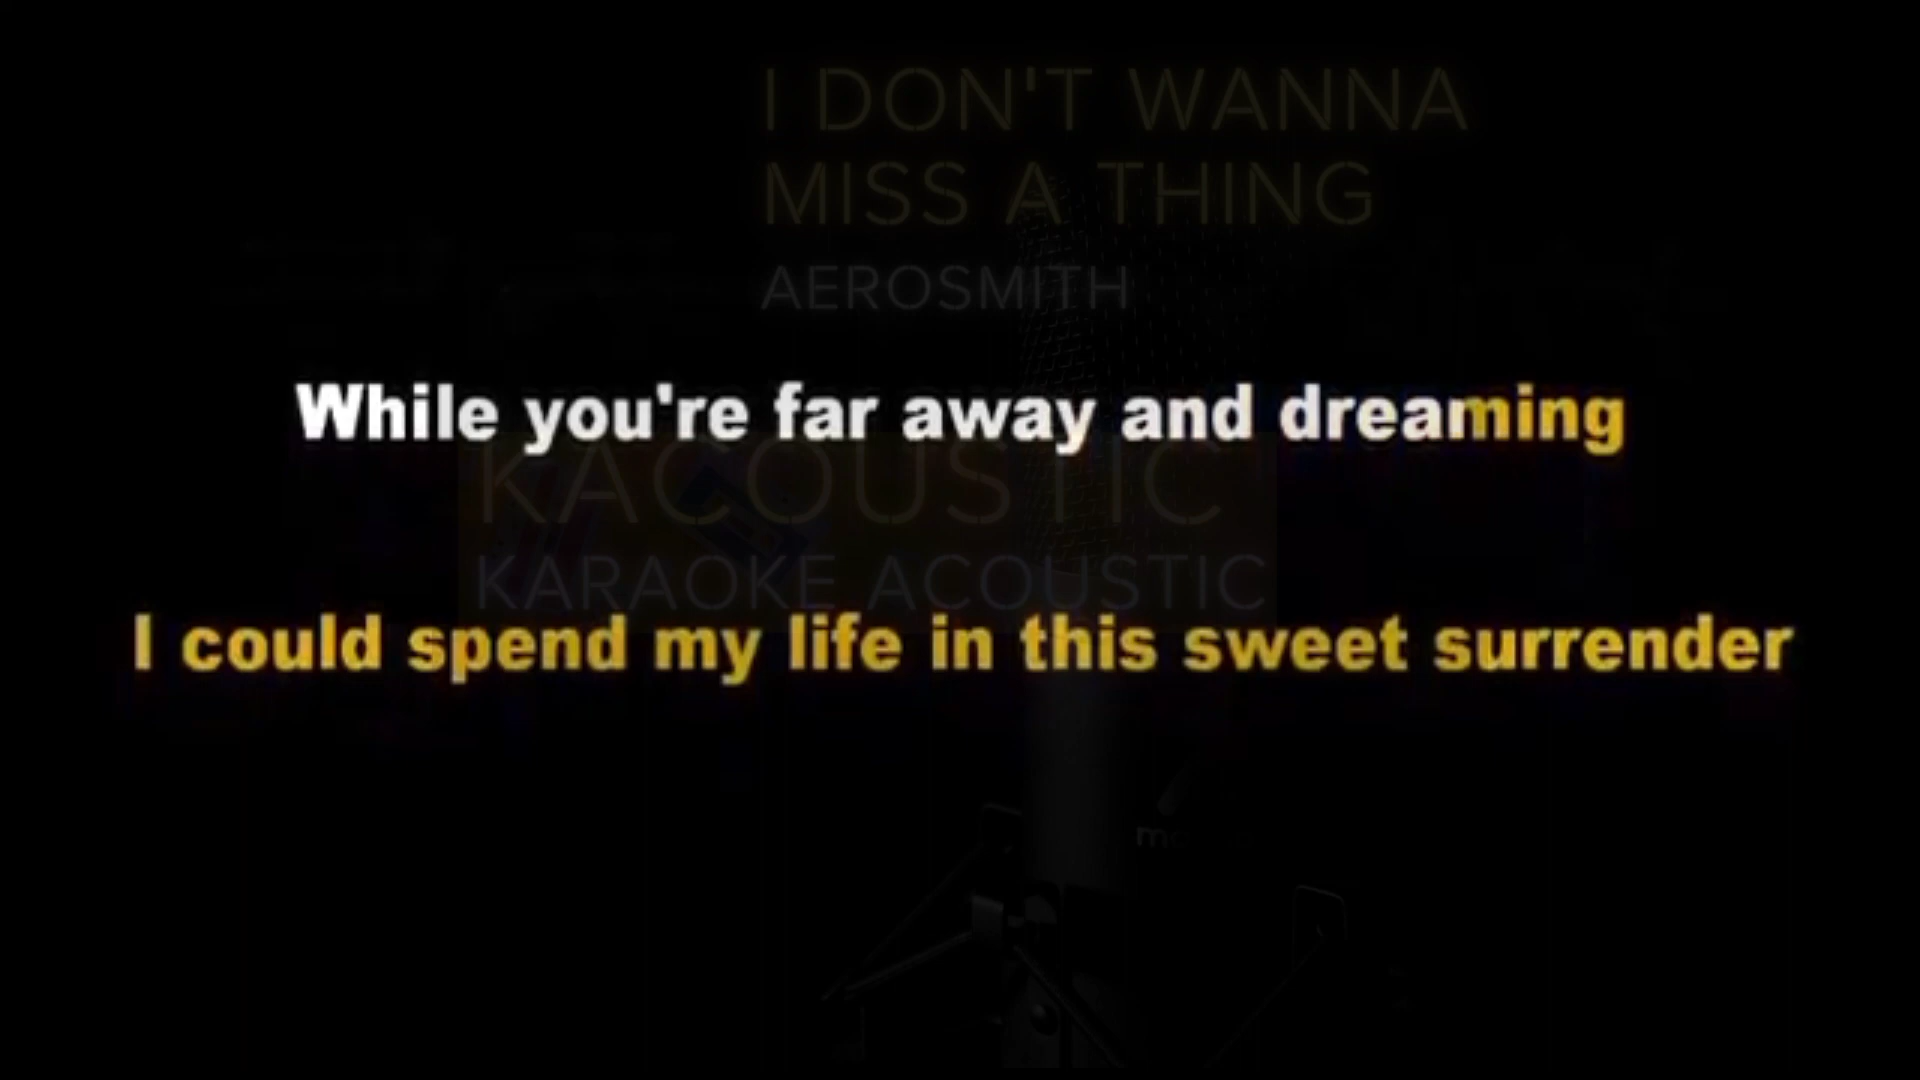 I DON'T WANNA
MISS A THING
AEROSMITH
While you're far away and dreaming
KACOUSTIC
KARAOKE ACOUSTIC
I could spend my life in this sweet surrender